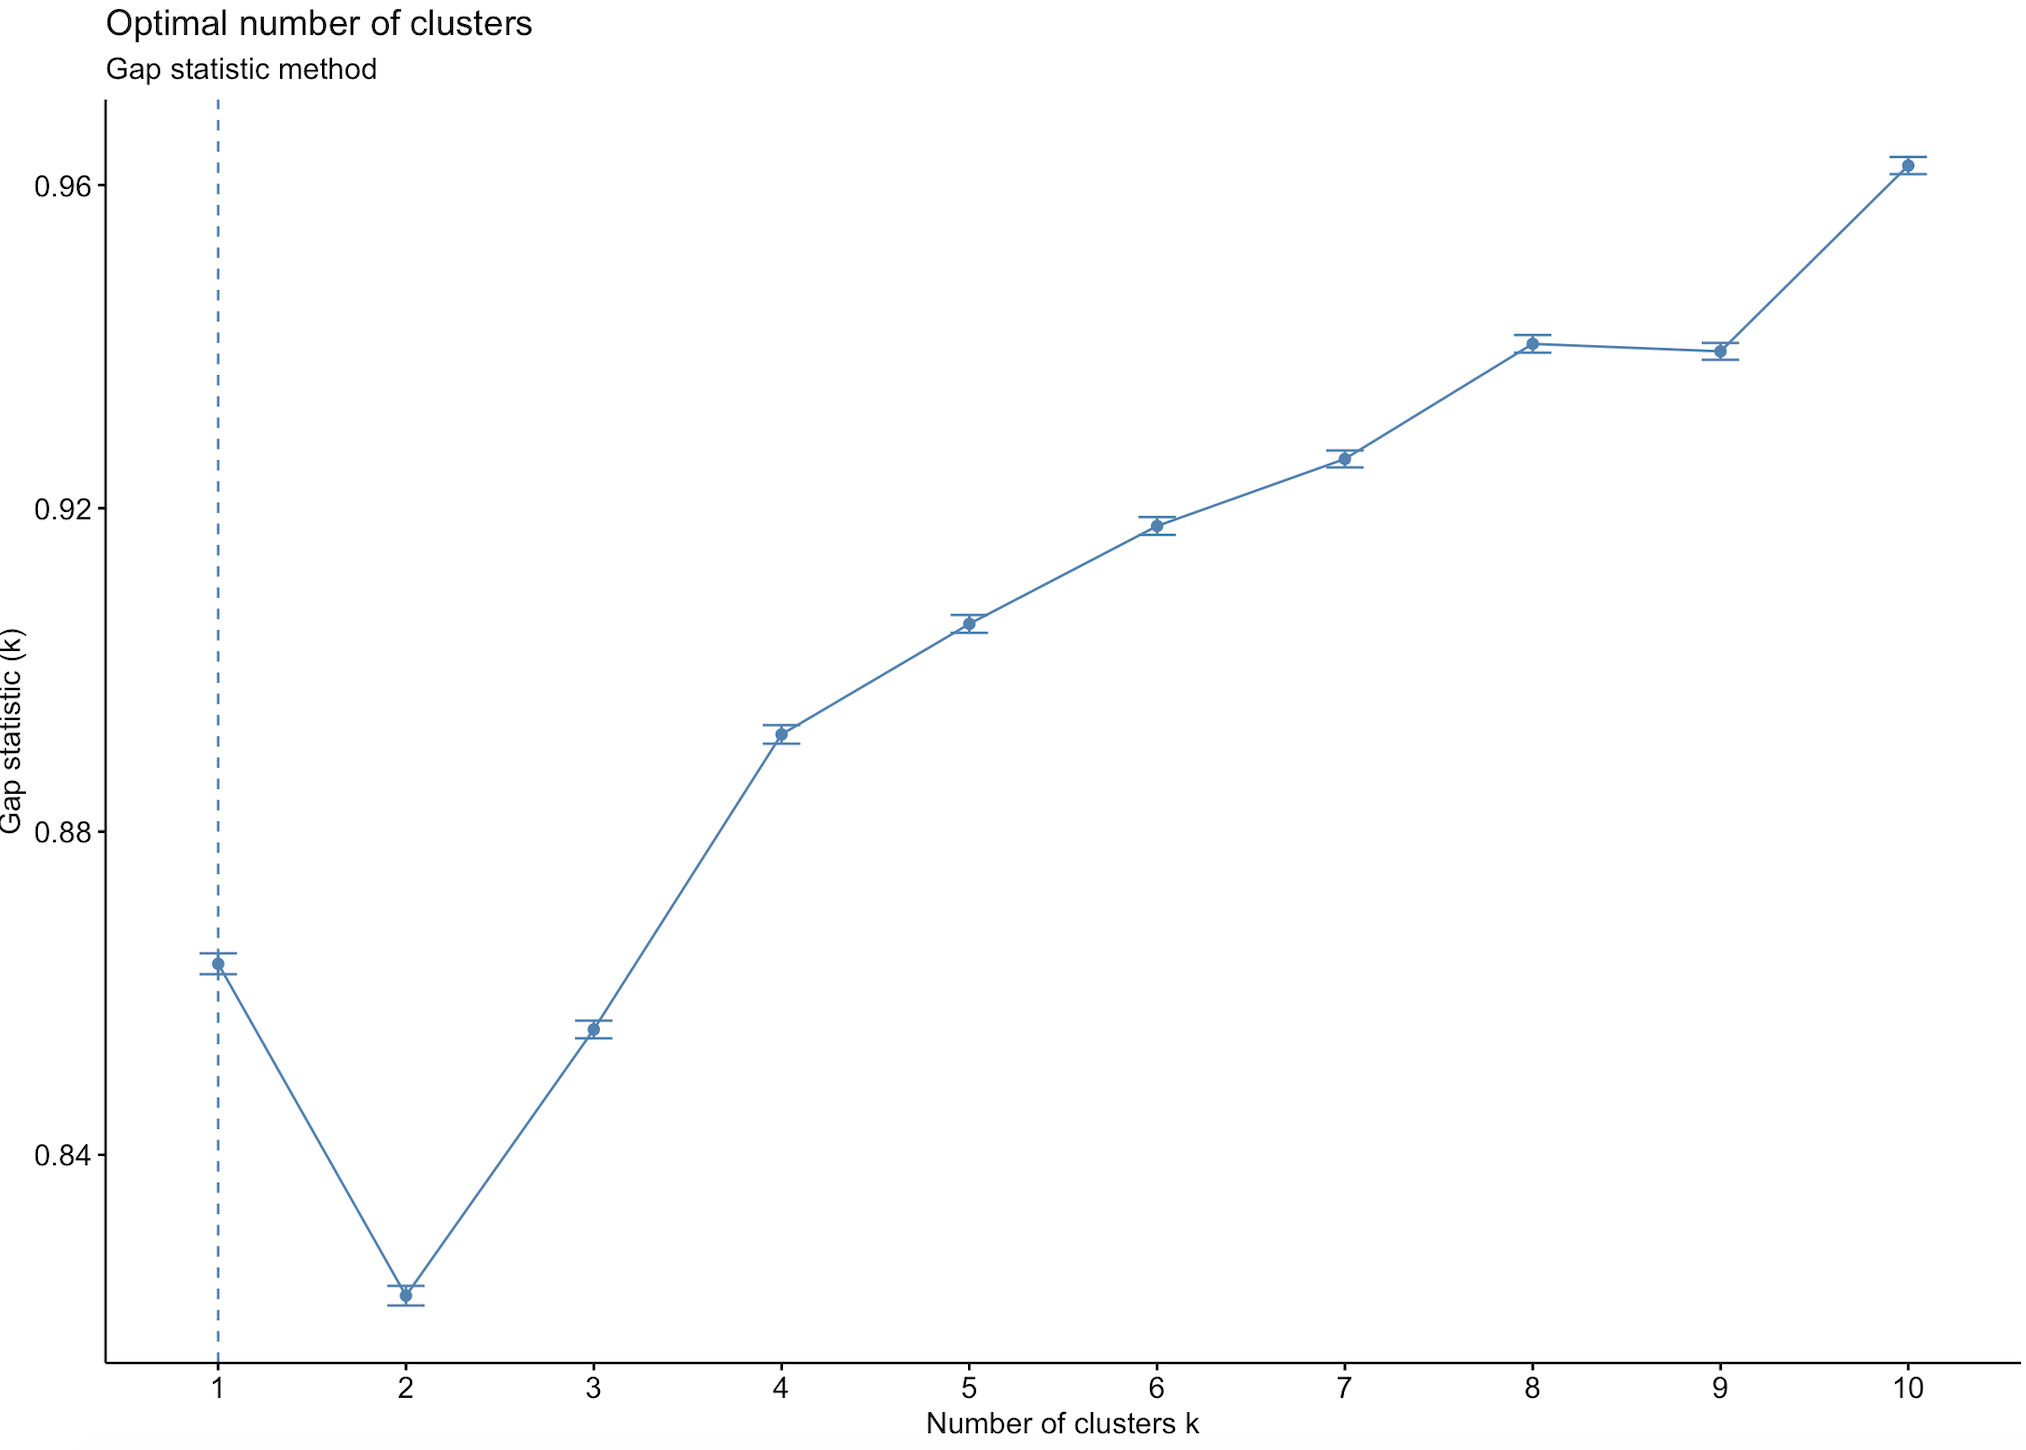 Optimal number of clusters
Gap statistic method
0.96
0.92
0.88
0.84
Gap statistic (k)
1 2 3 4 5 6 7 8 9 10
Number of clusters k